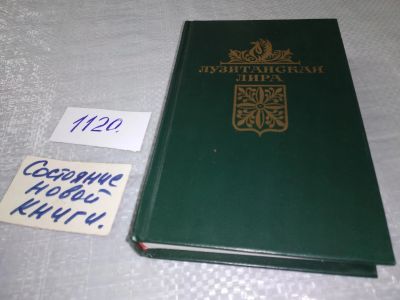 ЛУЗИТАНСКАЯ
ЛИРА
1120.
Состояние
новой
книги.